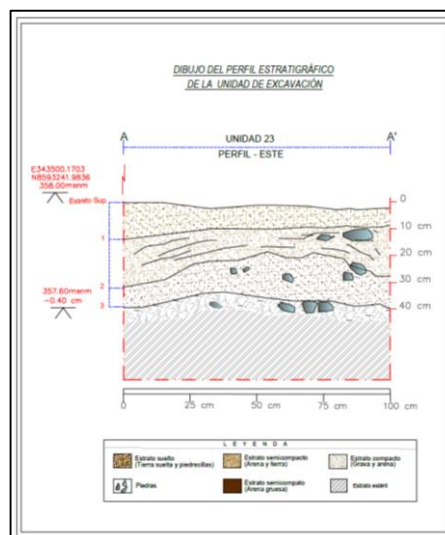 DIBUJO DEL PERFIL ESTRATIGRÁFICO
DE LA UNIDAD DE EXCAVACIÓN
A
UNIDAD 23
A'
PERFIL - ESTE
E343500.1703
N8593241.9836
358.00msnm
Estrato Sup.
0
1
10 cm
20 cm
2
30 cm
357.60msnm
-0.40 cm
3
40 cm
0
25 cm
50 cm
75 cm
100 cm
LEYENDA
Estrato suelto
(Tierra suelta y piedrecillas)
Estrato semicompacto
(Arena y tierra)
Estrato compacto
(Grava y arena)
Piedras
Estrato semicompato
(Arena gruesa)
Estrato estéril